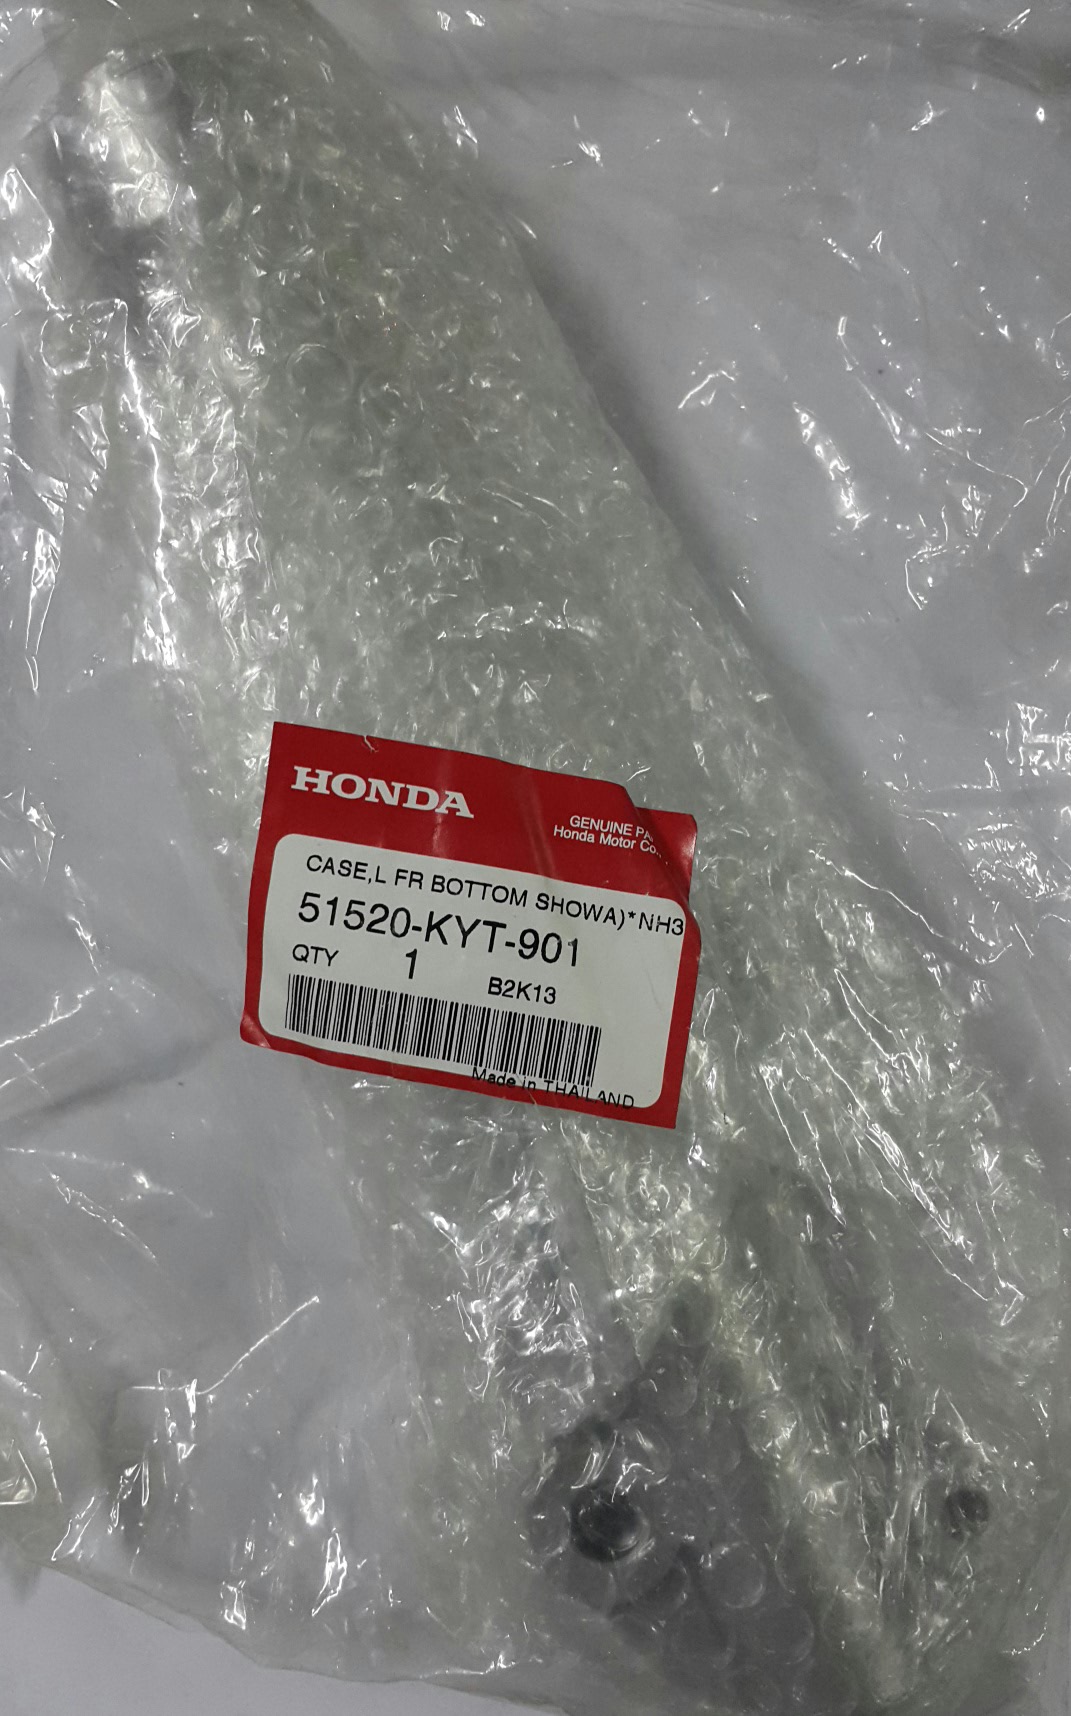 HONDA
GENUINE
Honda Motor Co.
CASE,L FR BOTTOM SHOWA)*NH3
51520-KYT-901
QTY 1 B2K13
Made in THAILAND